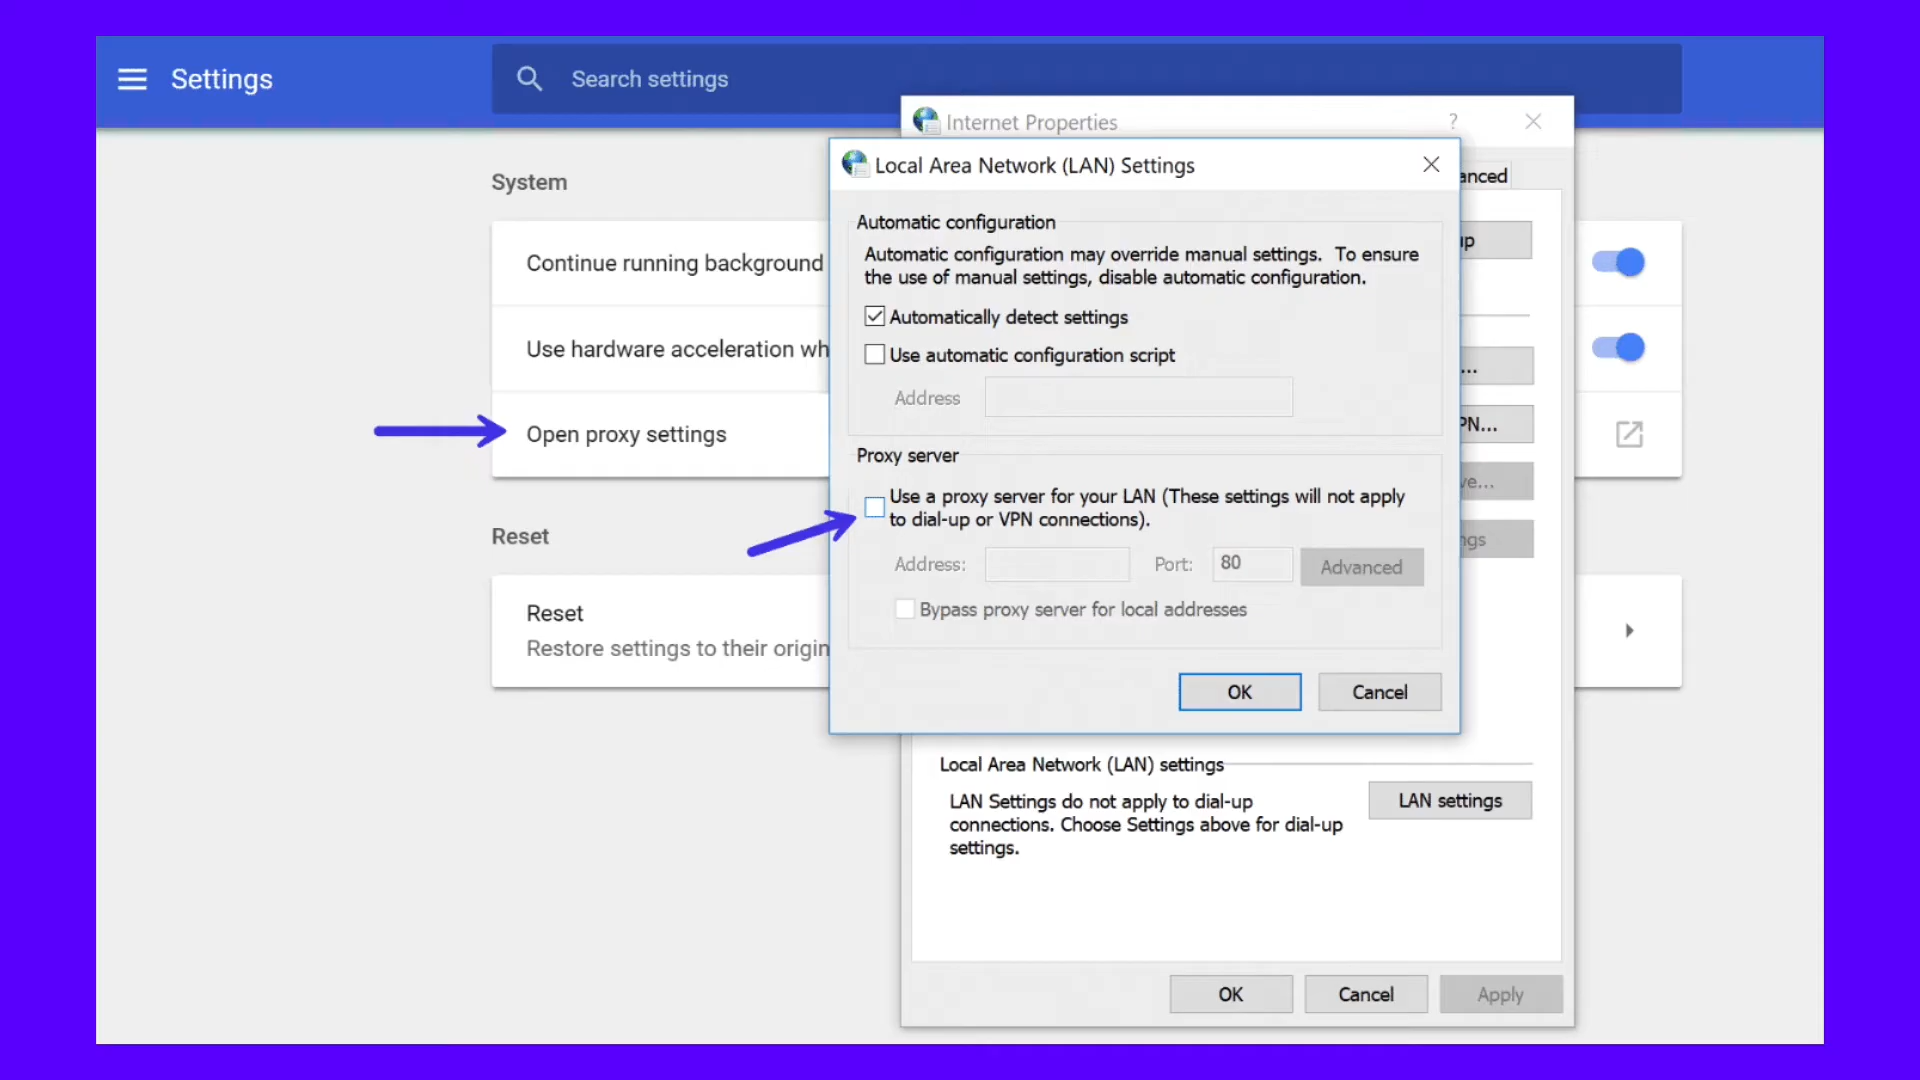 Settings
Search settings
Internet Properties
?
Local Area Network (LAN) Settings
System
Automatic configuration
Automatic configuration may override manual settings. To ensure
the use of manual settings, disable automatic configuration.
Continue running background
Automatically detect settings
Use hardware acceleration wh
Use automatic configuration script
Address
Open proxy settings
Proxy server
Use a proxy server for your LAN (These settings will not apply
to dial-up or VPN connections).
Reset
Address:
Port:
80
Advanced
Reset
Bypass proxy server for local addresses
Restore settings to their origin
OK
Cancel
Local Area Network (LAN) settings
LAN Settings do not apply to dial-up
connections. Choose Settings above for dial-up
settings.
LAN settings
OK
Cancel
Apply